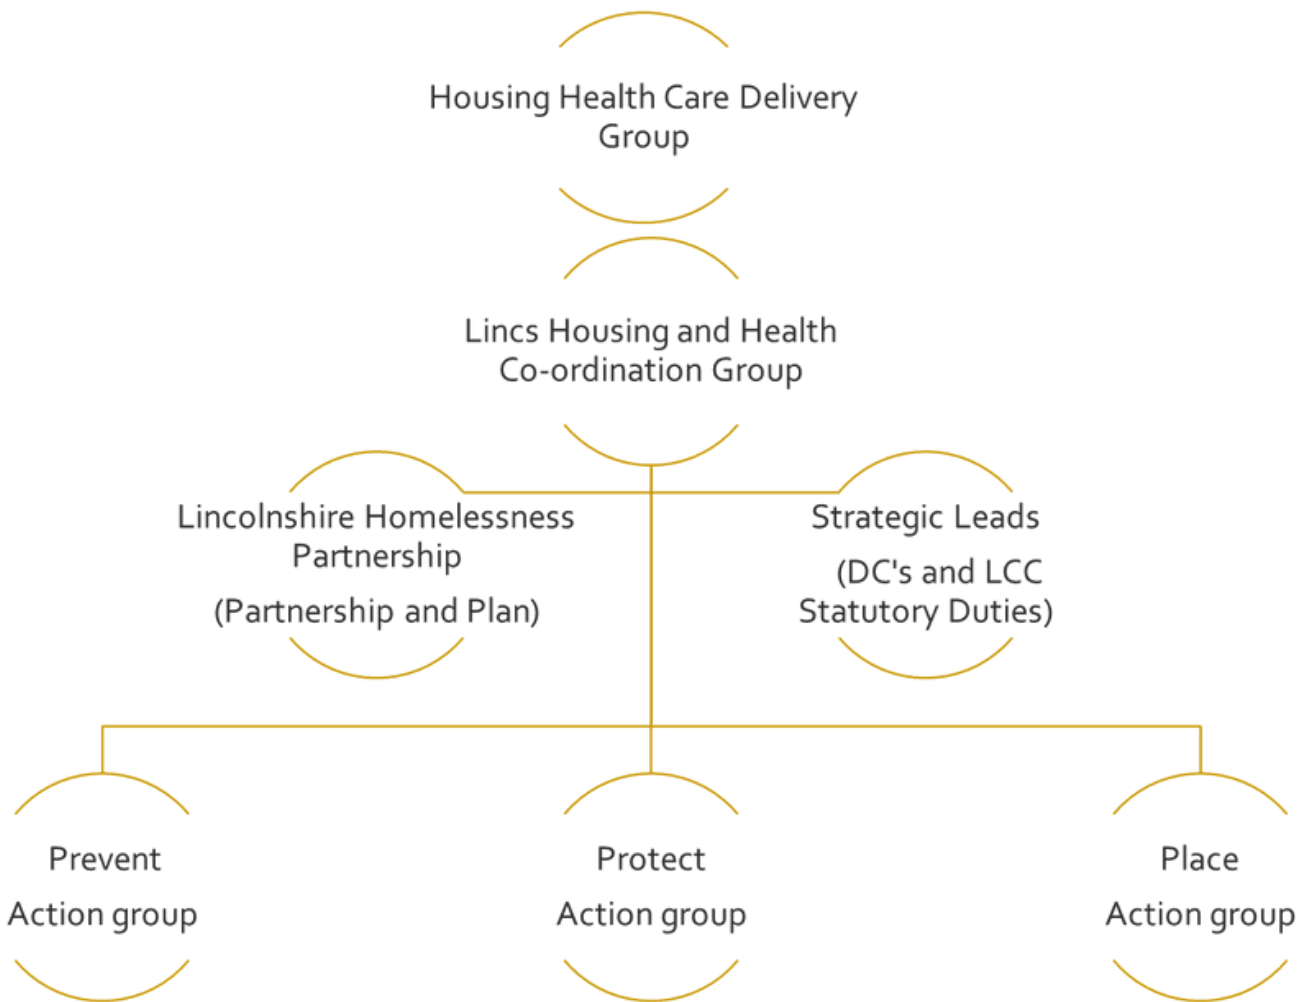 Housing Health Care Delivery
Group
Lincs Housing and Health
Co-ordination Group
Lincolnshire Homelessness
Partnership
(Partnership and Plan)
Strategic Leads
(DC's and LCC
Statutory Duties)
Prevent
Action group
Protect
Action group
Place
Action group